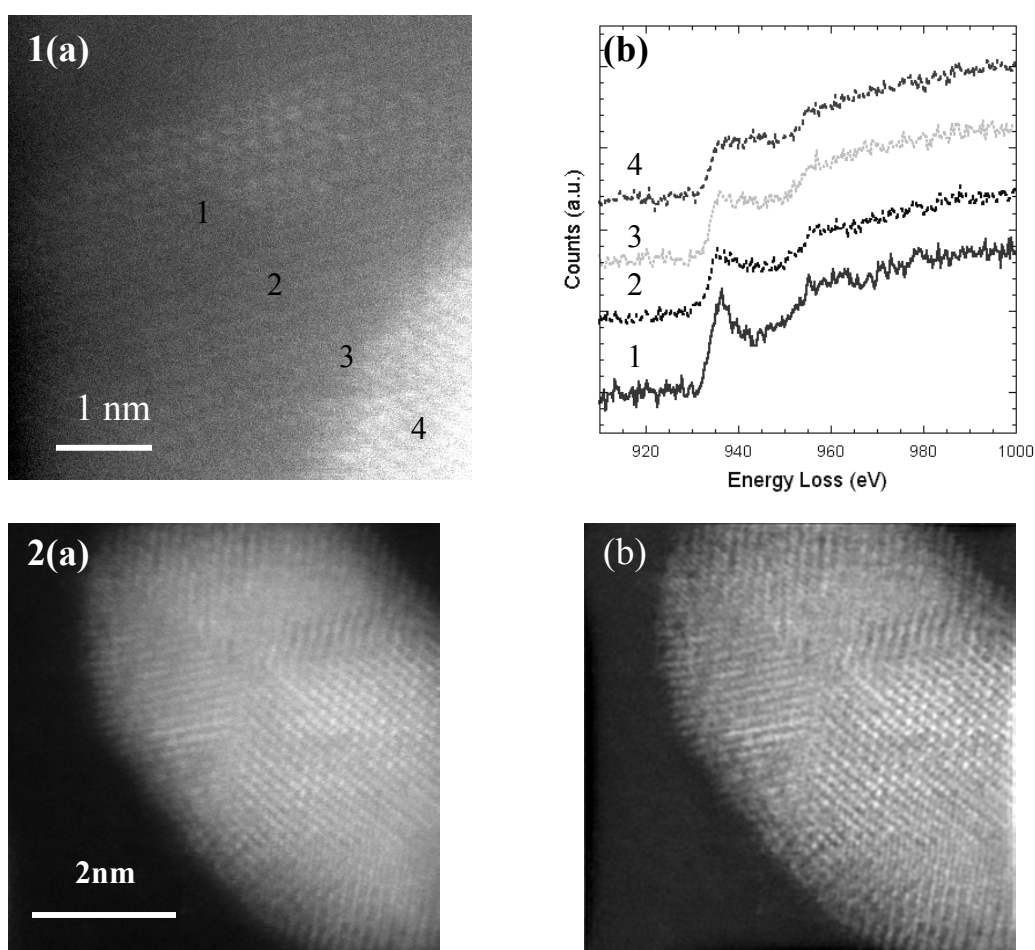 1(a)
1
2
3
4
1 nm
(b)
4
3
2
1
Counts (a.u.)
920 940 960 980 1000
Energy Loss (eV)
2(a)
2nm
(b)